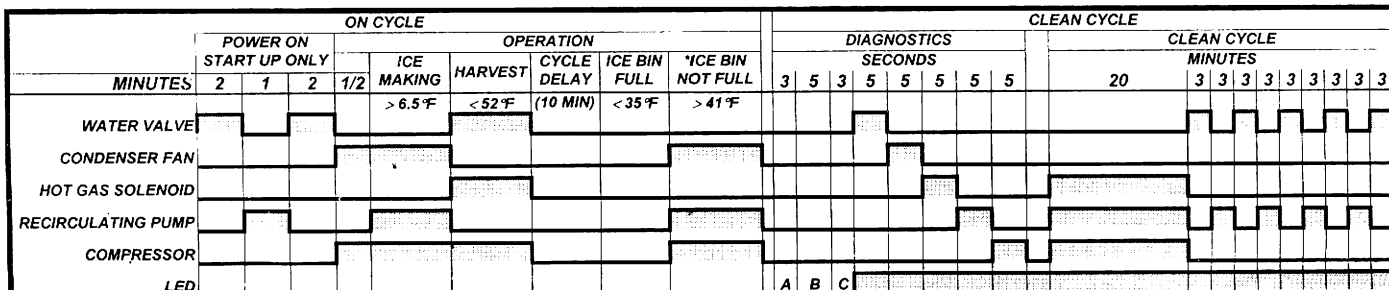 ON CYCLE CLEAN CYCLE
POWER ON OPERATION DIAGNOSTICS CLEAN CYCLE
START UP ONLY ICE CYCLE ICE BIN *ICE BIN SECONDS MINUTES
MINUTES 2 1 2 1/2 MAKING HARVEST DELAY FULL NOT FULL 3 5 3 5 5 5 5 5 20 3 3 3 3 3 3 3 3 3
>6.5°F <52°F (10 MIN) <35°F >41°F
WATER VALVE
CONDENSER FAN
HOT GAS SOLENOID
RECIRCULATING PUMP
COMPRESSOR
LED A B C